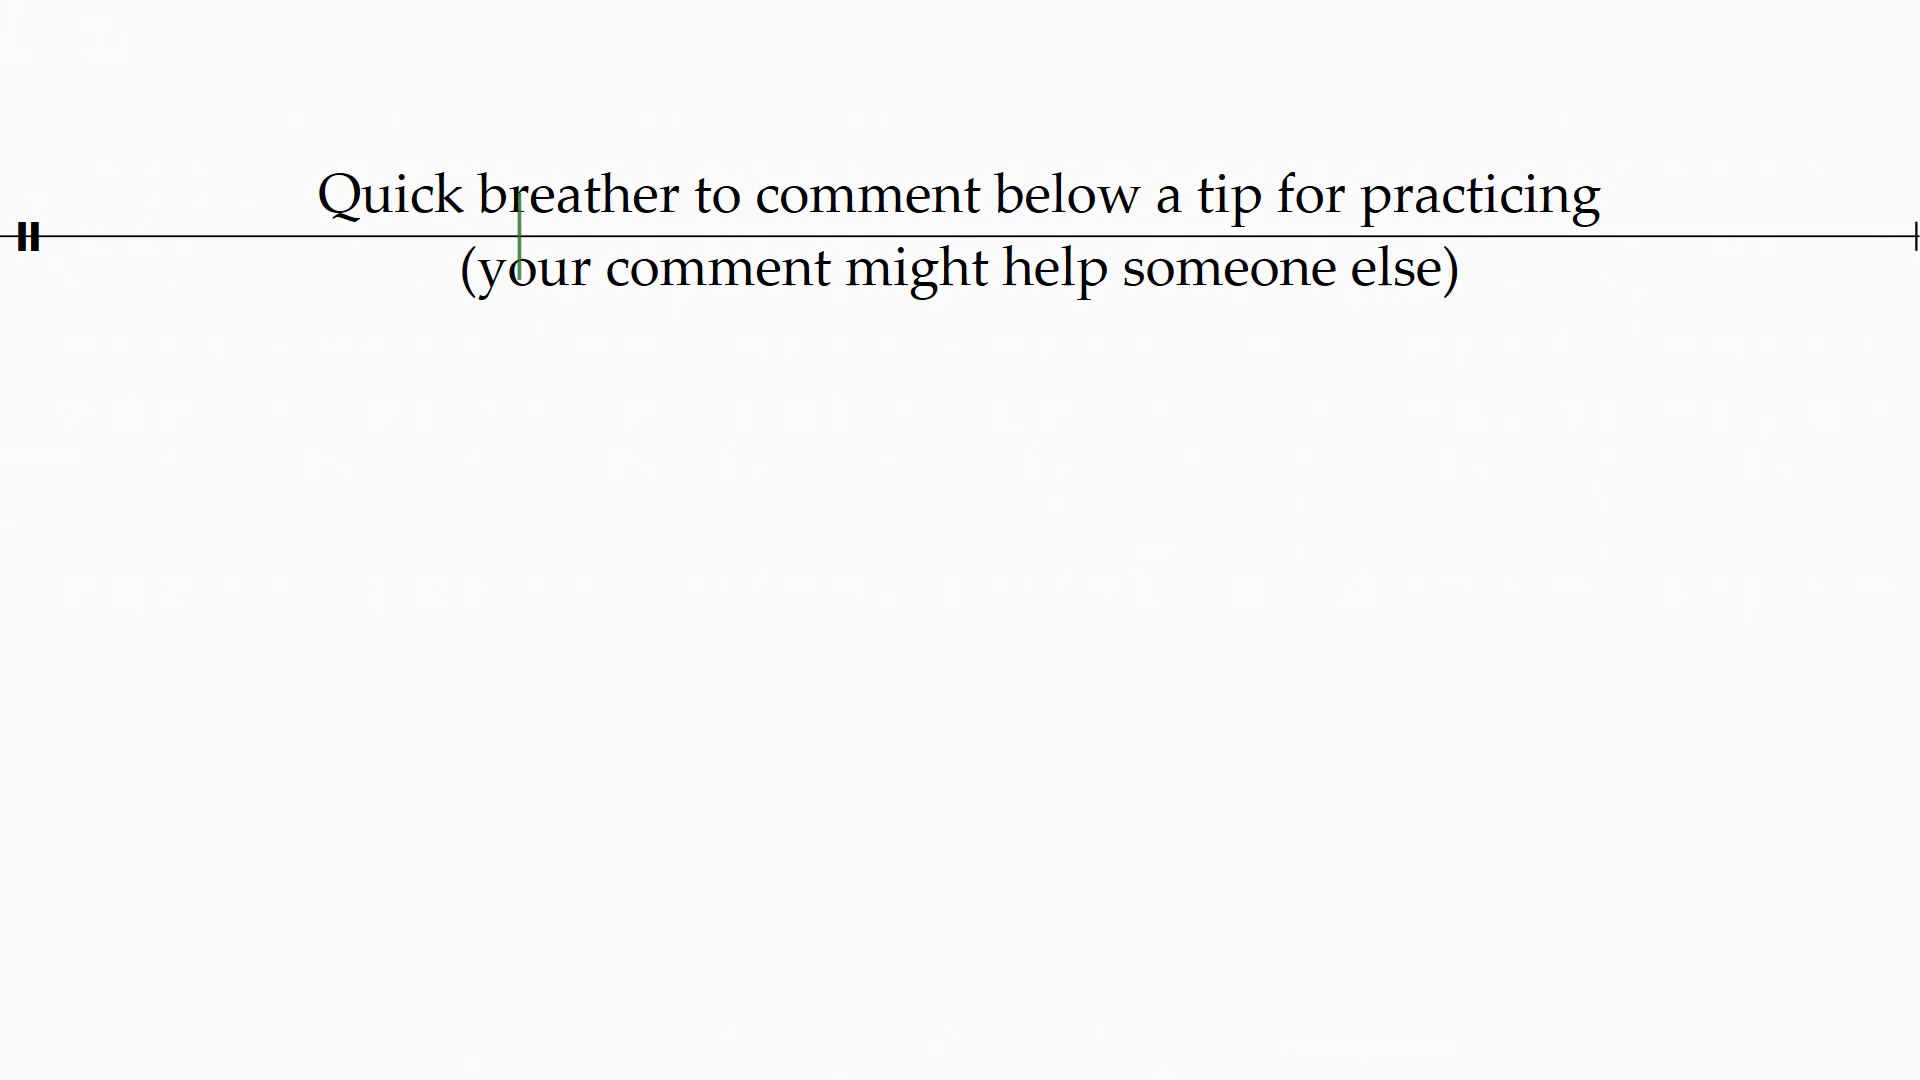 Quick breather to comment below a tip for practicing
(your comment might help someone else)